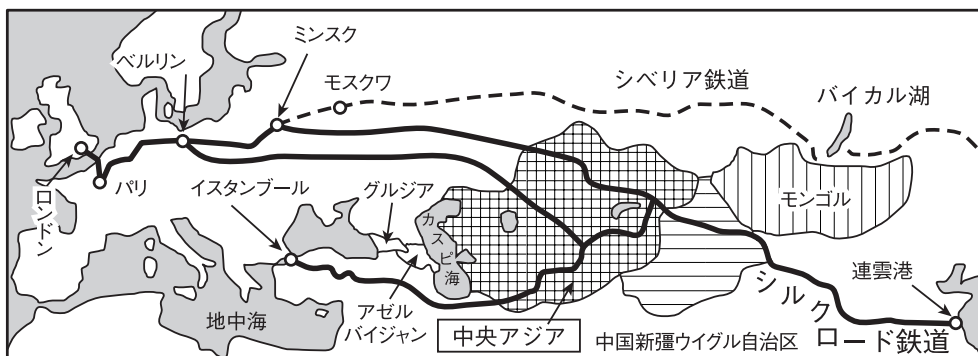 ミンスク
ベルリン
モスクワ
シベリア鉄道
バイカル湖
ロンドン
パリ
イスタンブール
グルジア
カスピ海
モンゴル
アゼル
バイジャン
地中海
中央アジア
中国新疆ウイグル自治区
シルクロード鉄道
連雲港